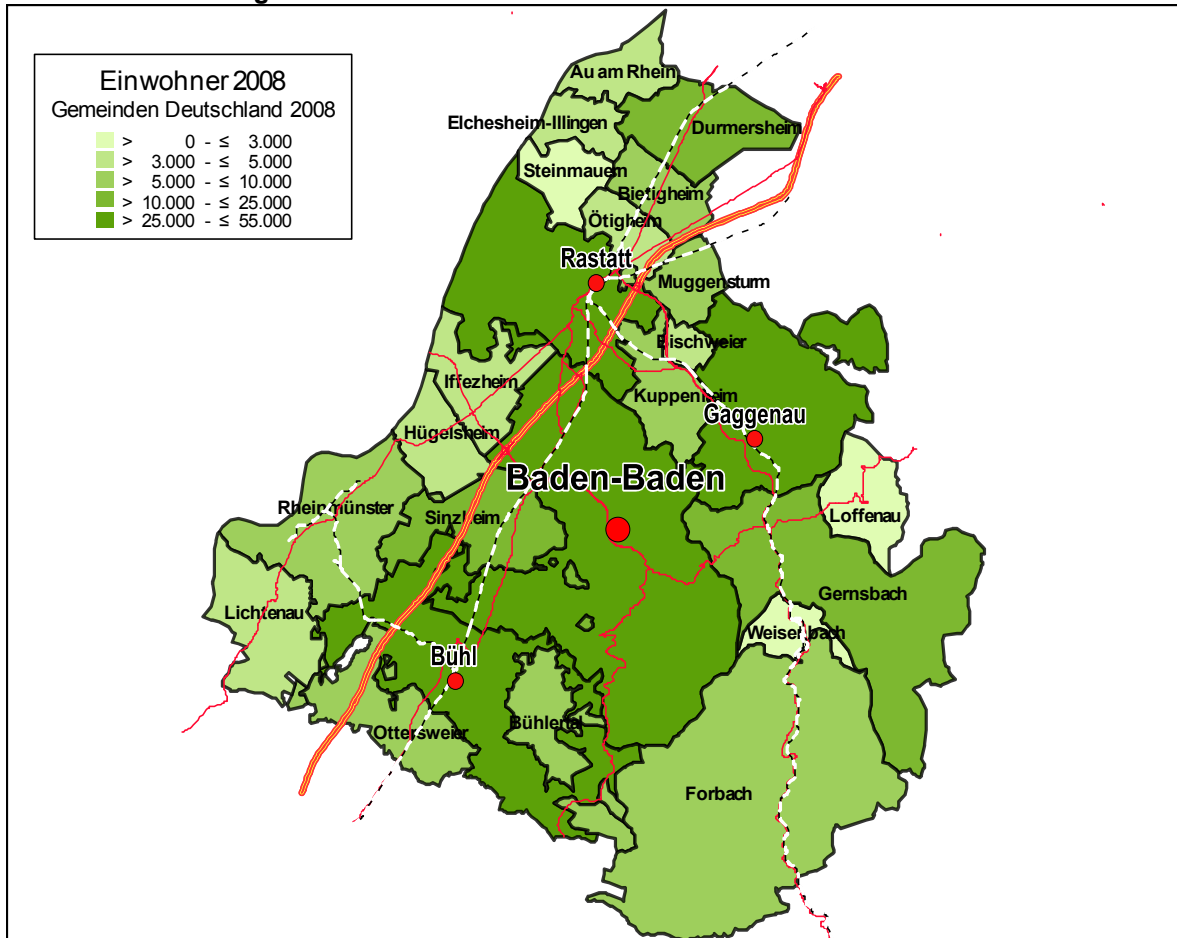 g
Einwohner 2008
Gemeinden Deutschland 2008
> 0 - ≤ 3.000
> 3.000 - ≤ 5.000
> 5.000 - ≤ 10.000
> 10.000 - ≤ 25.000
> 25.000 - ≤ 55.000
Au am Rhein
Elchesheim-Illingen
Durmersheim
Steinmauern
Bietigheim
Ötigheim
Rastatt
Muggensturm
Bischweier
Iffezheim
Kuppenheim
Gaggenau
Hügelsheim
Baden-Baden
Rheinmünster
Sinzheim
Loffenau
Gernsbach
Lichtenau
Weisenbach
Bühl
Bühlertal
Ottersweier
Forbach